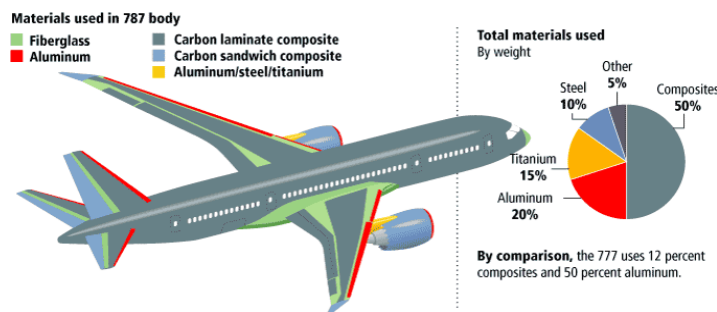 Materials used in 787 body
Fiberglass
Aluminum
Carbon laminate composite
Carbon sandwich composite
Aluminum/steel/titanium
Total materials used
By weight
Other
5%
Steel
10%
Composites
50%
Titanium
15%
Aluminum
20%
By comparison, the 777 uses 12 percent
composites and 50 percent aluminum.